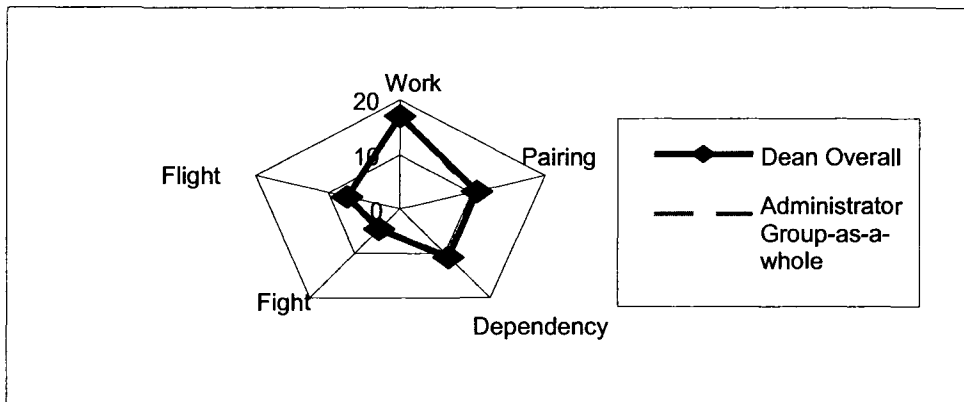 Work
20
10
Pairing
Flight
0
Fight
Dependency
Dean Overall
Administrator
Group-as-a-
whole